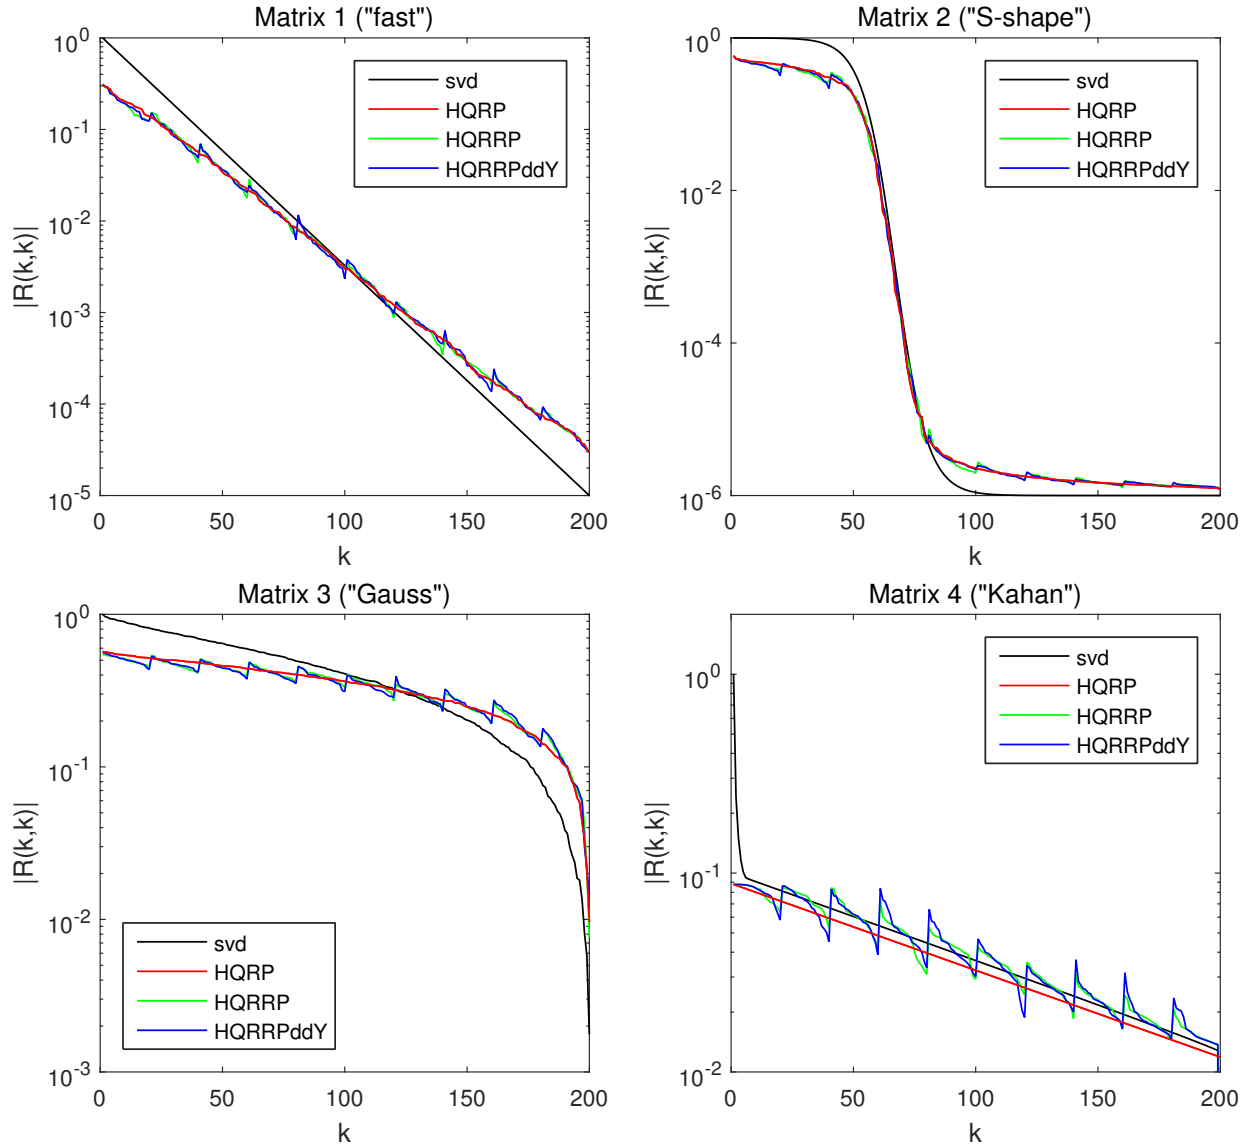 Matrix 1 ("fast")
10^0
10^-1
10^-2
10^-3
10^-4
10^-5
|R(k,k)|
0 50 100 150 200
k
svd
HQRP
HQRRP
HQRRPddY
Matrix 2 ("S-shape")
10^0
10^-2
10^-4
10^-6
|R(k,k)|
0 50 100 150 200
k
svd
HQRP
HQRRP
HQRRPddY
Matrix 3 ("Gauss")
10^0
10^-1
10^-2
10^-3
|R(k,k)|
0 50 100 150 200
k
svd
HQRP
HQRRP
HQRRPddY
Matrix 4 ("Kahan")
10^0
10^-1
10^-2
|R(k,k)|
0 50 100 150 200
k
svd
HQRP
HQRRP
HQRRPddY